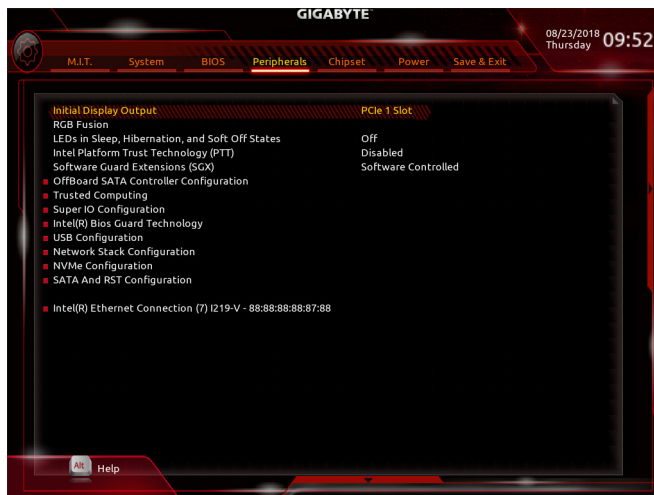 GIGABYTE™
08/23/2018 Thursday 09:52
M.I.T. System BIOS Peripherals Chipset Power Save & Exit
Initial Display Output PCIe 1 Slot
RGB Fusion
LEDs in Sleep, Hibernation, and Soft Off States Off
Intel Platform Trust Technology (PTT) Disabled
Software Guard Extensions (SGX) Software Controlled
OffBoard SATA Controller Configuration
Trusted Computing
Super IO Configuration
Intel(R) Bios Guard Technology
USB Configuration
Network Stack Configuration
NVMe Configuration
SATA And RST Configuration
Intel(R) Ethernet Connection (7) I219-V - 88:88:88:88:87:88
Alt Help